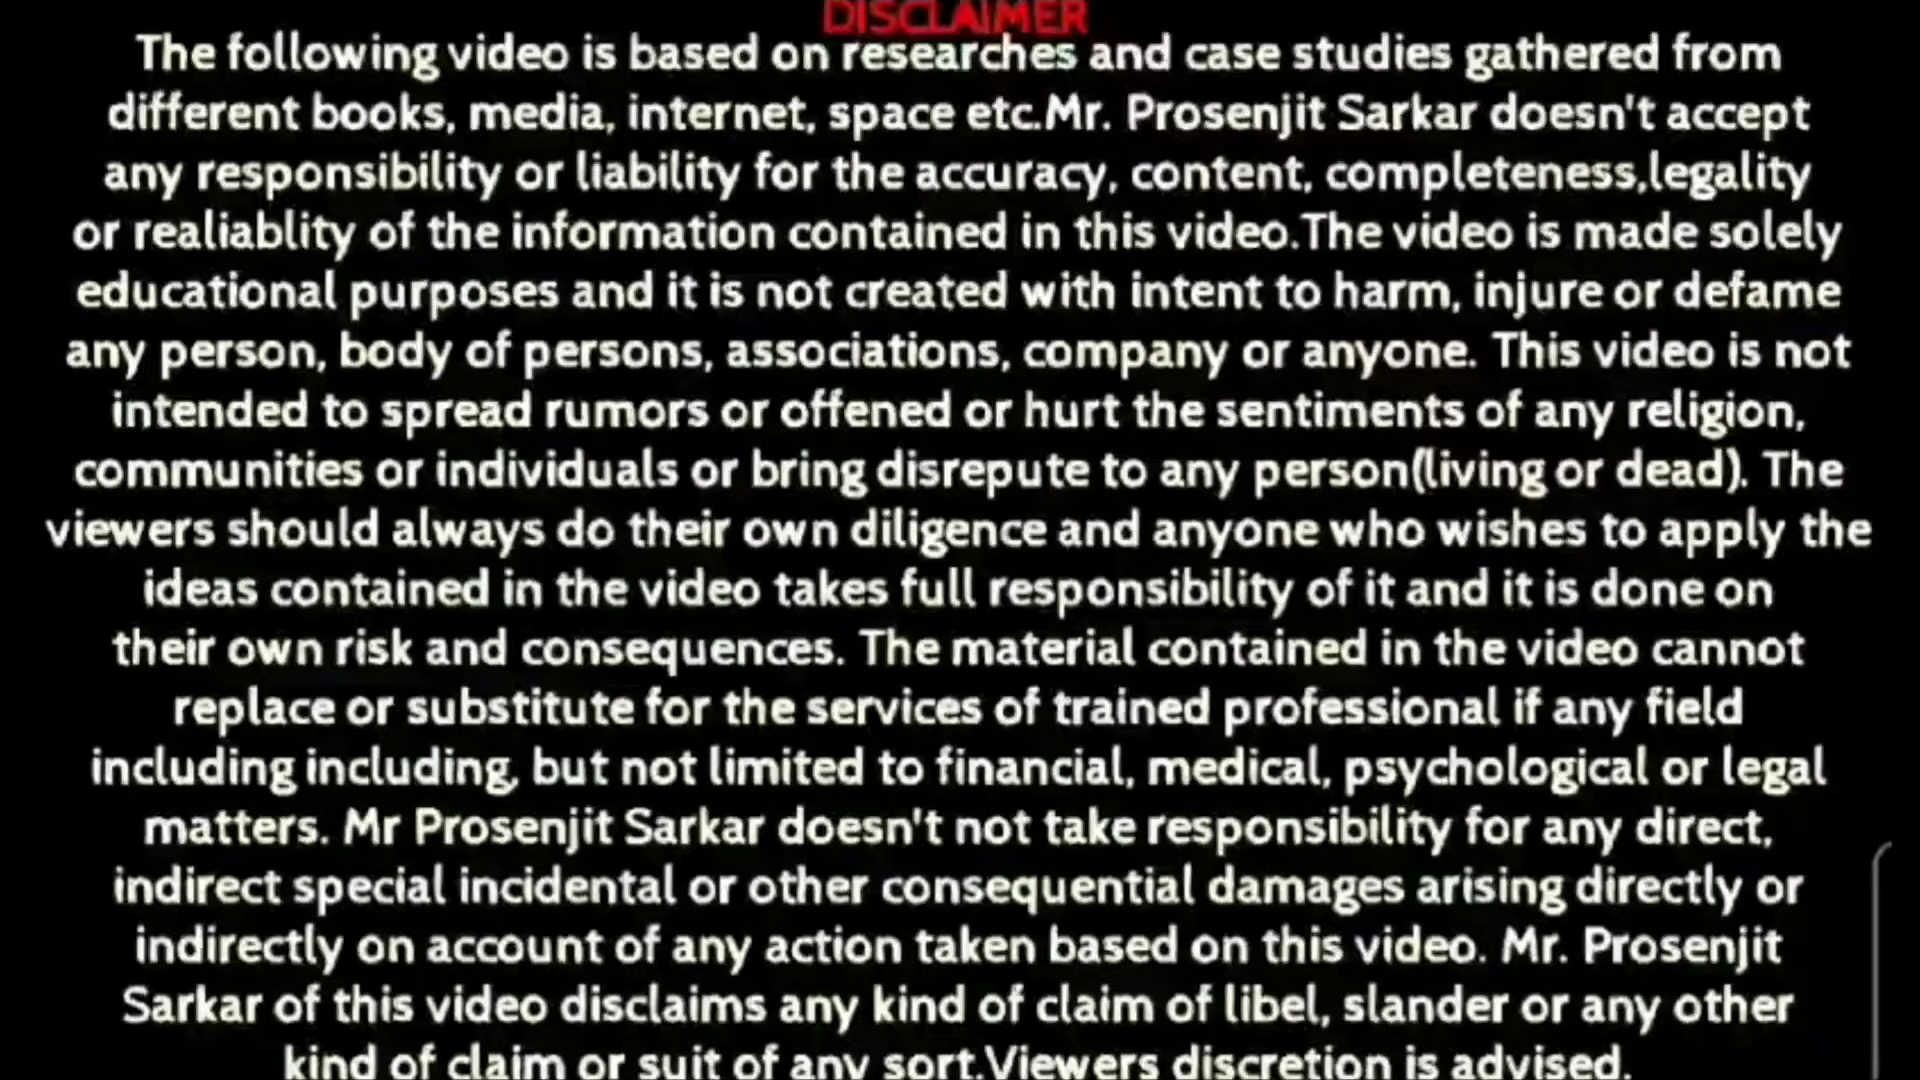 DISCLAIMER
The following video is based on researches and case studies gathered from
different books, media, internet, space etc.Mr. Prosenjit Sarkar doesn't accept
any responsibility or liability for the accuracy, content, completeness,legality
or realiablity of the information contained in this video.The video is made solely
educational purposes and it is not created with intent to harm, injure or defame
any person, body of persons, associations, company or anyone. This video is not
intended to spread rumors or offened or hurt the sentiments of any religion,
communities or individuals or bring disrepute to any person(living or dead). The
viewers should always do their own diligence and anyone who wishes to apply the
ideas contained in the video takes full responsibility of it and it is done on
their own risk and consequences. The material contained in the video cannot
replace or substitute for the services of trained professional if any field
including including, but not limited to financial, medical, psychological or legal
matters. Mr Prosenjit Sarkar doesn't not take responsibility for any direct,
indirect special incidental or other consequential damages arising directly or
indirectly on account of any action taken based on this video. Mr. Prosenjit
Sarkar of this video disclaims any kind of claim of libel, slander or any other
kind of claim or suit of any sort.Viewers discretion is advised.